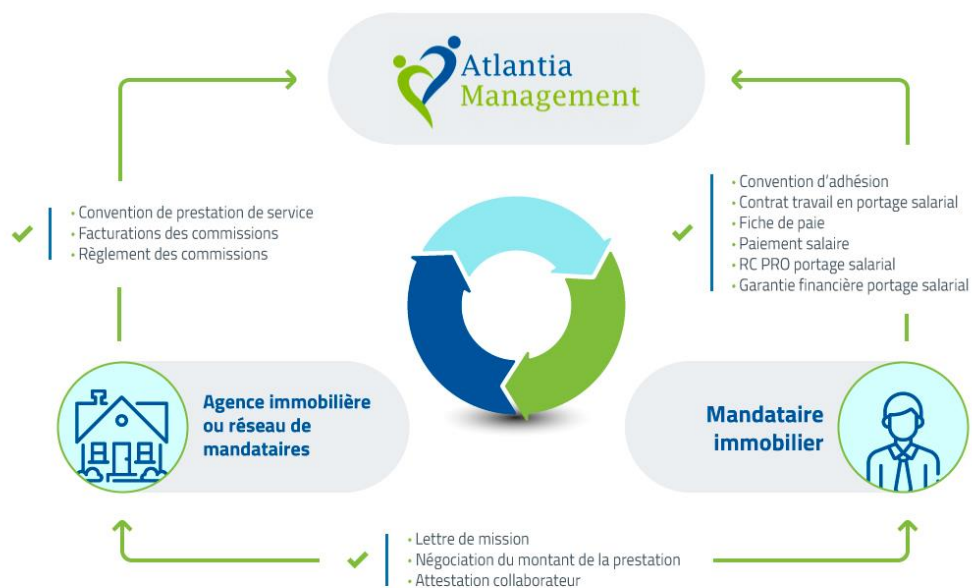 Atlantia
Management
• Convention de prestation de service
• Facturations des commissions
• Règlement des commissions
• Convention d'adhésion
• Contrat travail en portage salarial
• Fiche de paie
• Paiement salaire
• RC PRO portage salarial
• Garantie financière portage salarial
Agence immobilière
ou réseau de
mandataires
Mandataire
immobilier
• Lettre de mission
• Négociation du montant de la prestation
• Attestation collaborateur